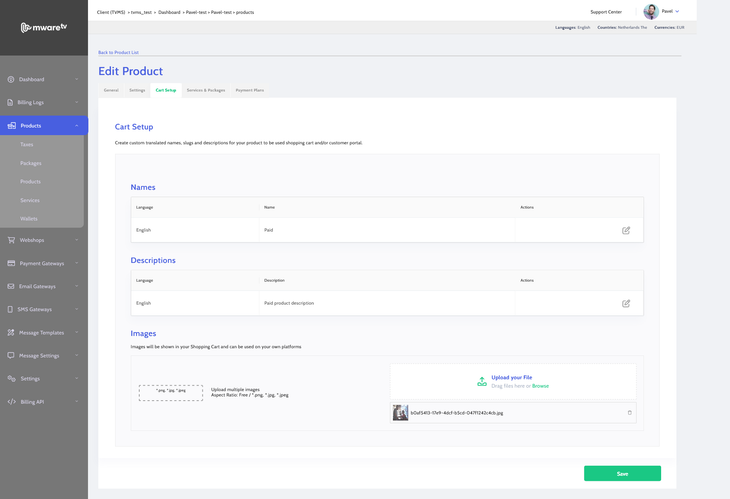 mwaretv
Client (TVMS) -> tvms_test > Dashboard > Pavel-test > Pavel-test > products
Support Center
Pavel
Languages: English Countries: Netherlands The Currencies: EUR
Back to Product List
Edit Product
General Settings Cart Setup Services & Packages Payment Plans
Dashboard
Billing Logs
Products
Taxes
Packages
Products
Services
Wallets
Webshops
Payment Gateways
Email Gateways
SMS Gateways
Message Templates
Message Settings
Settings
Billing API
Cart Setup
Create custom translated names, slugs and descriptions for your product to be used shopping cart and/or customer portal.
Names
Language Name Actions
English Paid
Descriptions
Language Description Actions
English Paid product description
Images
Images will be shown in your Shopping Cart and can be used on your own platforms
*.png, *.jpg, *.jpeg
Upload multiple images
Aspect Ratio: Free / *.png, *.jpg, *.jpeg
Upload your File
Drag files here or Browse
Save